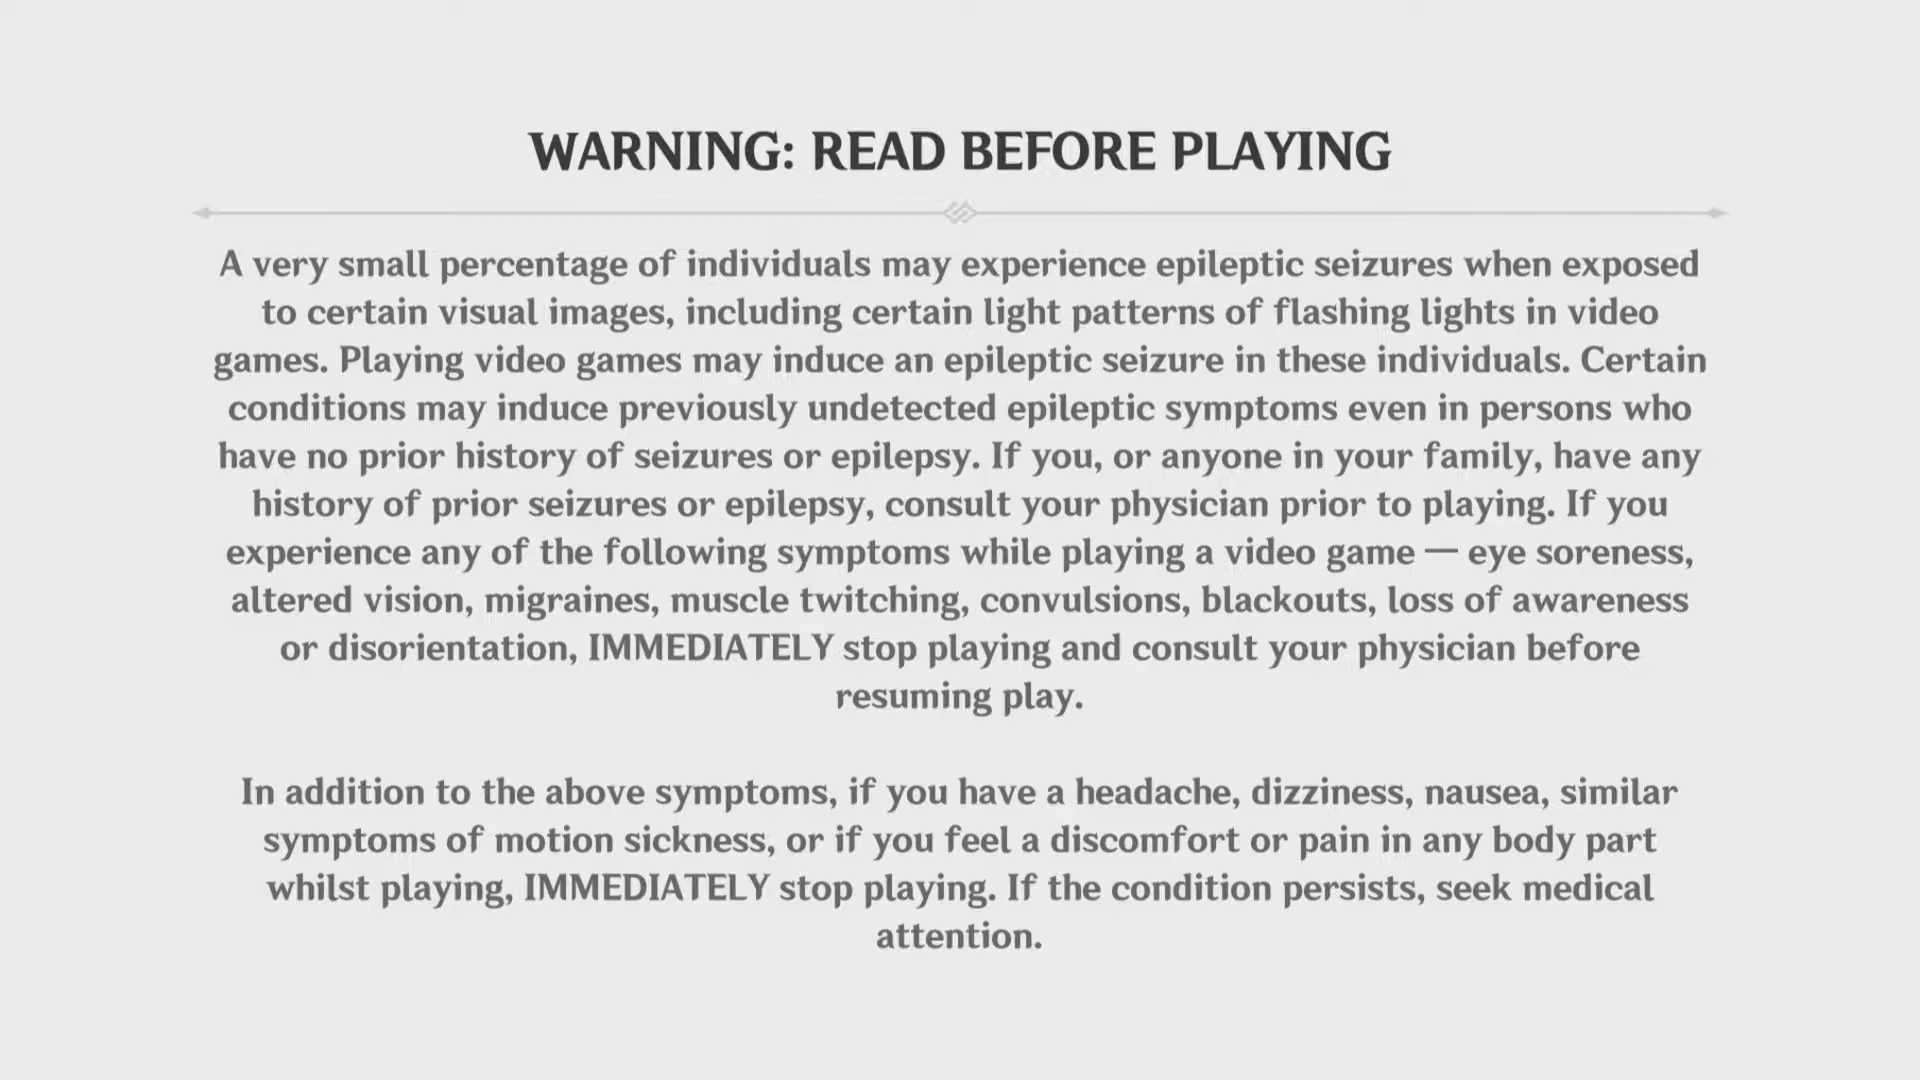 WARNING: READ BEFORE PLAYING
A very small percentage of individuals may experience epileptic seizures when exposed
to certain visual images, including certain light patterns of flashing lights in video
games. Playing video games may induce an epileptic seizure in these individuals. Certain
conditions may induce previously undetected epileptic symptoms even in persons who
have no prior history of seizures or epilepsy. If you, or anyone in your family, have any
history of prior seizures or epilepsy, consult your physician prior to playing. If you
experience any of the following symptoms while playing a video game — eye soreness,
altered vision, migraines, muscle twitching, convulsions, blackouts, loss of awareness
or disorientation, IMMEDIATELY stop playing and consult your physician before
resuming play.
In addition to the above symptoms, if you have a headache, dizziness, nausea, similar
symptoms of motion sickness, or if you feel a discomfort or pain in any body part
whilst playing, IMMEDIATELY stop playing. If the condition persists, seek medical
attention.